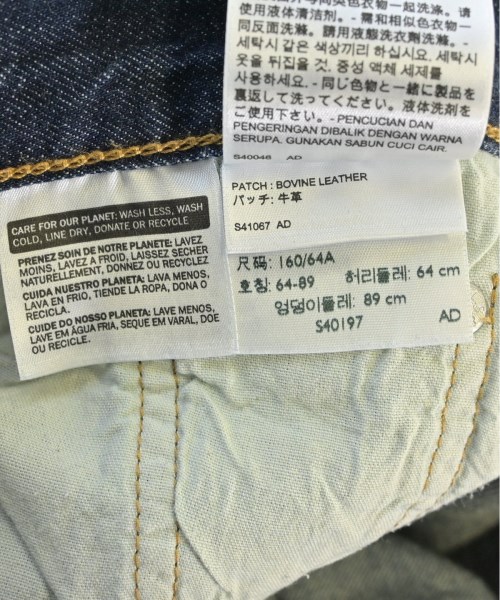 使用液体清洁剂。-需和相似色衣物一
同反面洗滌。請用液態洗衣劑洗滌。-
세탁시 같은 색상끼리 하십시요. 세탁시
옷을 뒤집을 것. 중성 액체 세제를
사용하세요. -同じ色物と一緒に製品を
裏返して洗ってください。液体洗剤をご
使用下さい。- PENCUCIAN DAN
PENGERINGAN DIBALIK DENGAN WARNA
SERUPA. GUNAKAN SABUN CUCI CAIR.
S40046 AD
PATCH : BOVINE LEATHER
パッチ: 牛革
S41067 AD
CARE FOR OUR PLANET: WASH LESS, WASH
COLD, LINE DRY, DONATE OR RECYCLE
PRENEZ SOIN DE NOTRE PLANETE: LAVEZ
MOINS, LAVEZ A FROID, LAISSEZ SECHER
NATURELLEMENT, DONNEZ OU RECYCLEZ
CUIDA NUESTRO PLANETA: LAVA MENOS,
LAVA EN FRIO, TIENDE LA ROPA, DONA O
RECICLA.
CUIDE DO NOSSO PLANETA: LAVE MENOS,
LAVE EM ÁGUA FRIA, SEQUE EM VARAL, DOE
OU RECICLE.
尺码: 160/64A
호칭: 64-89 허리둘레: 64 cm
엉덩이둘레: 89 cm
S40197 AD